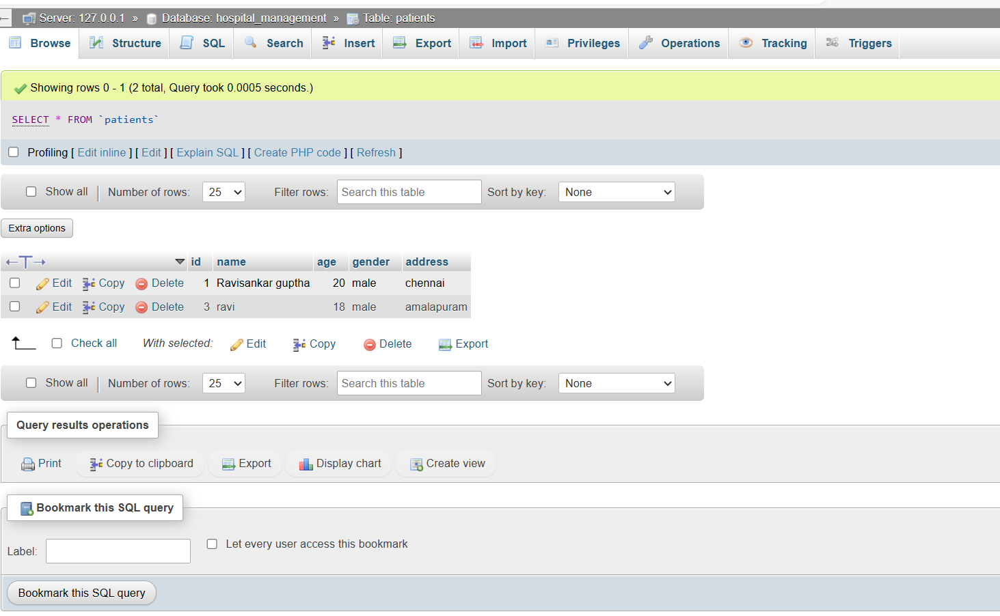 Server: 127.0.0.1 » Database: hospital_management » Table: patients
Browse Structure SQL Search Insert Export Import Privileges Operations Tracking Triggers
Showing rows 0 - 1 (2 total, Query took 0.0005 seconds.)
SELECT * FROM `patients`
Profiling [ Edit inline ] [ Edit ] [ Explain SQL ] [ Create PHP code ] [ Refresh ]
Show all Number of rows: 25 Filter rows: Search this table Sort by key: None
Extra options
←T→ id name age gender address
Edit Copy Delete 1 Ravisankar guptha 20 male chennai
Edit Copy Delete 3 ravi 18 male amalapuram
Check all With selected: Edit Copy Delete Export
Show all Number of rows: 25 Filter rows: Search this table Sort by key: None
Query results operations
Print Copy to clipboard Export Display chart Create view
Bookmark this SQL query
Label: Let every user access this bookmark
Bookmark this SQL query